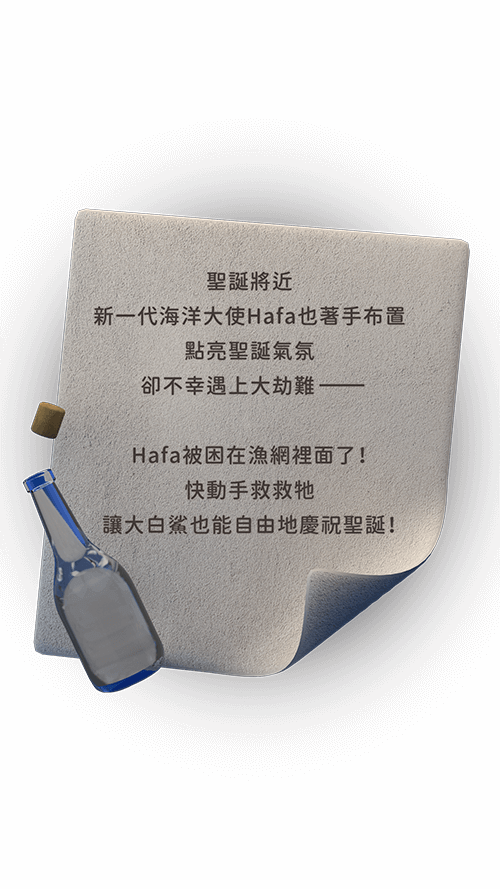 聖誕將近
新一代海洋大使Hafa也著手布置
點亮聖誕氣氛
卻不幸遇上大劫難——
Hafa被困在漁網裡面了！
快動手救救牠
讓大白鯊也能自由地慶祝聖誕！